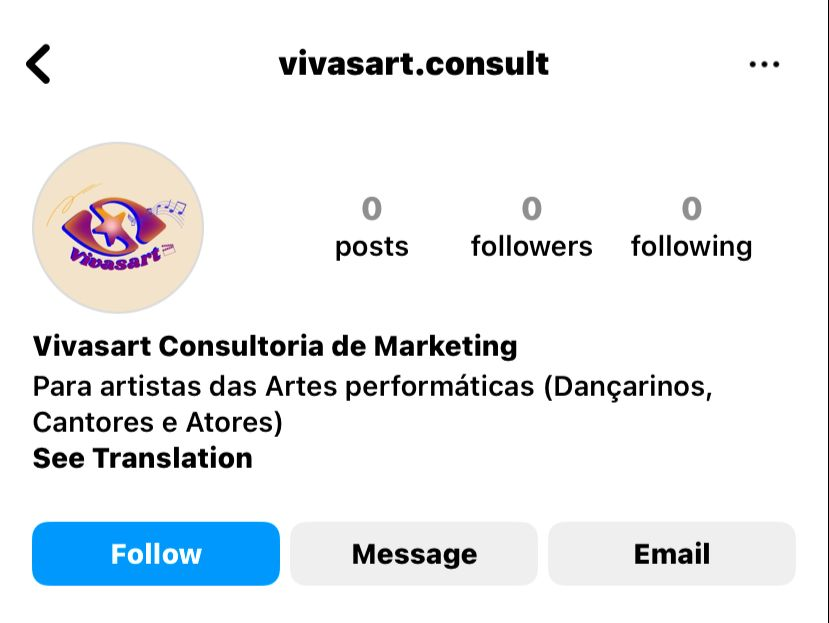 vivasart.consult
Vivasart
0 0 0
posts followers following
Vivasart Consultoria de Marketing
Para artistas das Artes performáticas (Dançarinos,
Cantores e Atores)
See Translation
Follow Message Email